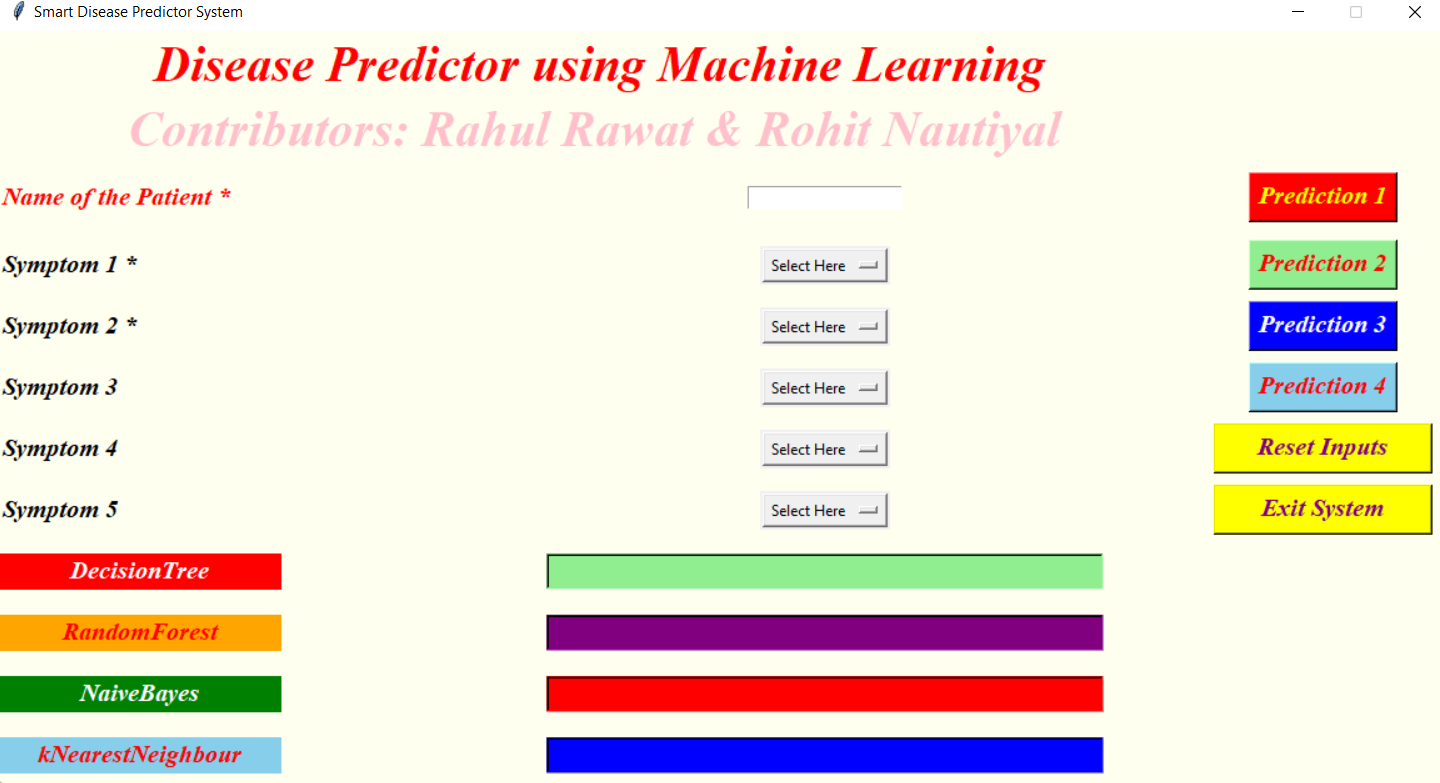 Smart Disease Predictor System
Disease Predictor using Machine Learning
Contributors: Rahul Rawat & Rohit Nautiyal
Name of the Patient *
Prediction 1
Symptom 1 *
Select Here
Prediction 2
Symptom 2 *
Select Here
Prediction 3
Symptom 3
Select Here
Prediction 4
Symptom 4
Select Here
Reset Inputs
Symptom 5
Select Here
Exit System
DecisionTree
RandomForest
NaiveBayes
kNearestNeighbour